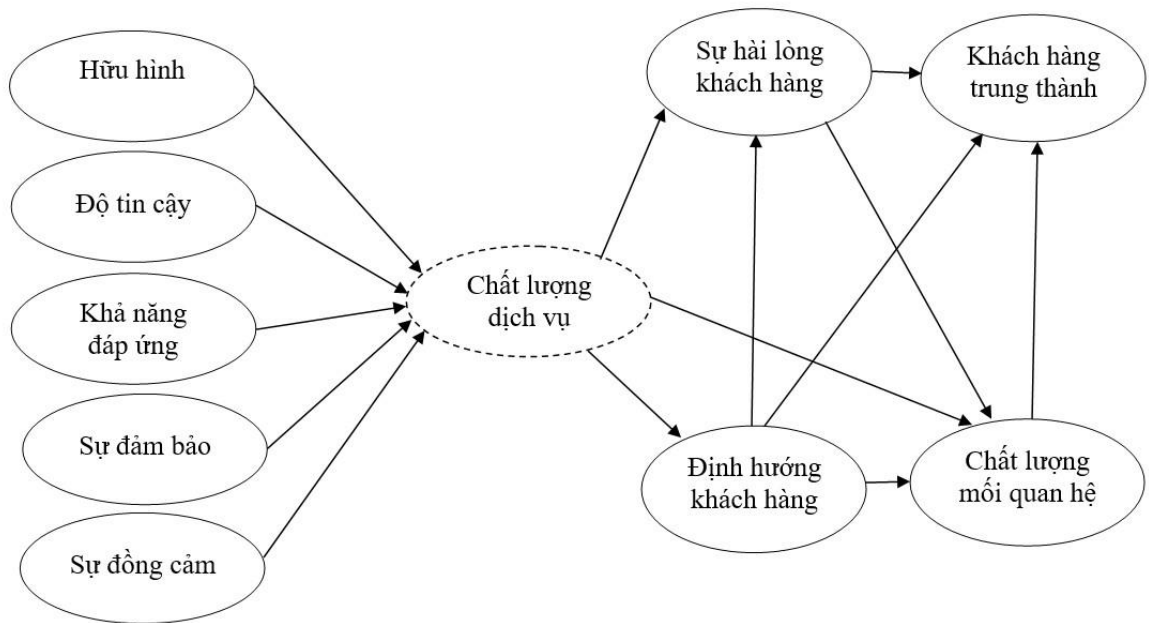 Hữu hình
Độ tin cậy
Khả năng
đáp ứng
Sự đảm bảo
Sự đồng cảm
Chất lượng
dịch vụ
Sự hài lòng
khách hàng
Khách hàng
trung thành
Định hướng
khách hàng
Chất lượng
mối quan hệ